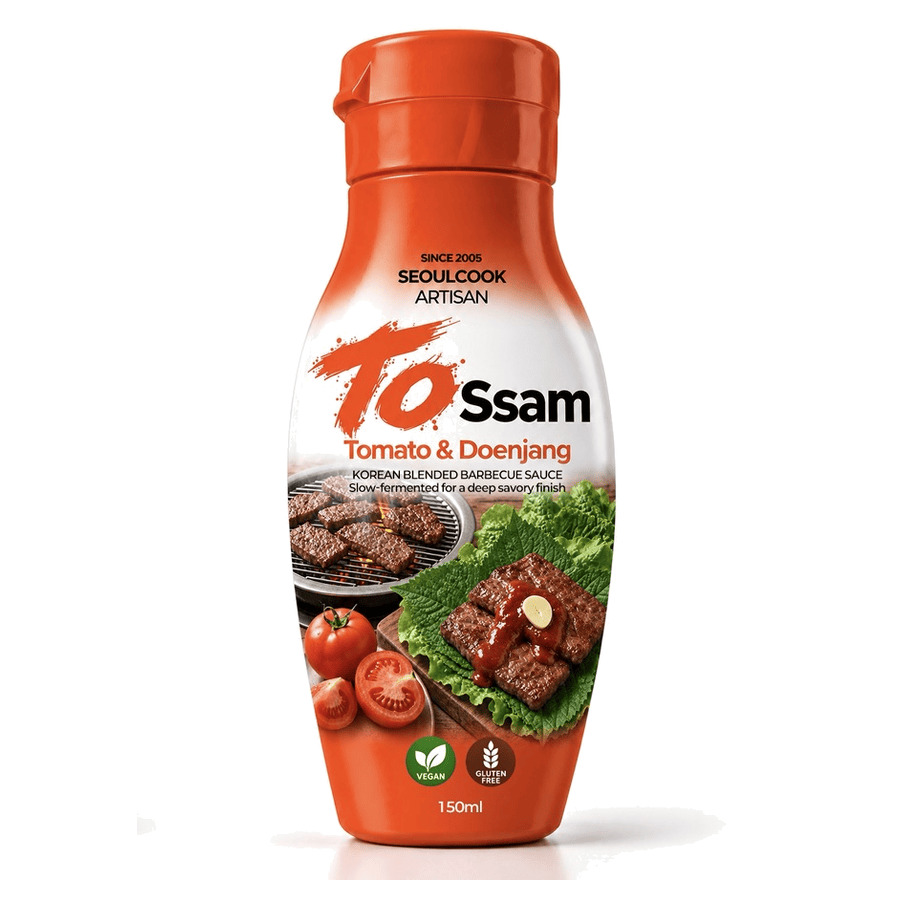 SINCE 2005
SEOULCOOK
ARTISAN
To Ssam
Tomato & Doenjang
KOREAN BLENDED BARBECUE SAUCE
Slow-fermented for a deep savory finish
VEGAN
GLUTEN
FREE
150ml